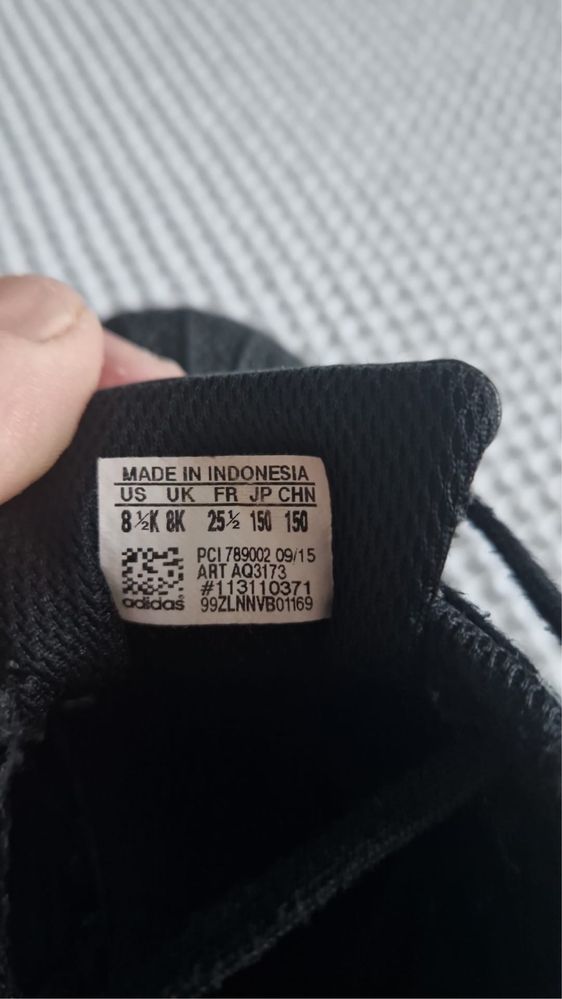 MADE IN INDONESIA
US UK FR JP CHN
8 ½K 8K 25½ 150 150
PCI 789002 09/15
ART AQ3173
#113110371
adidas 99ZLNNVB01169